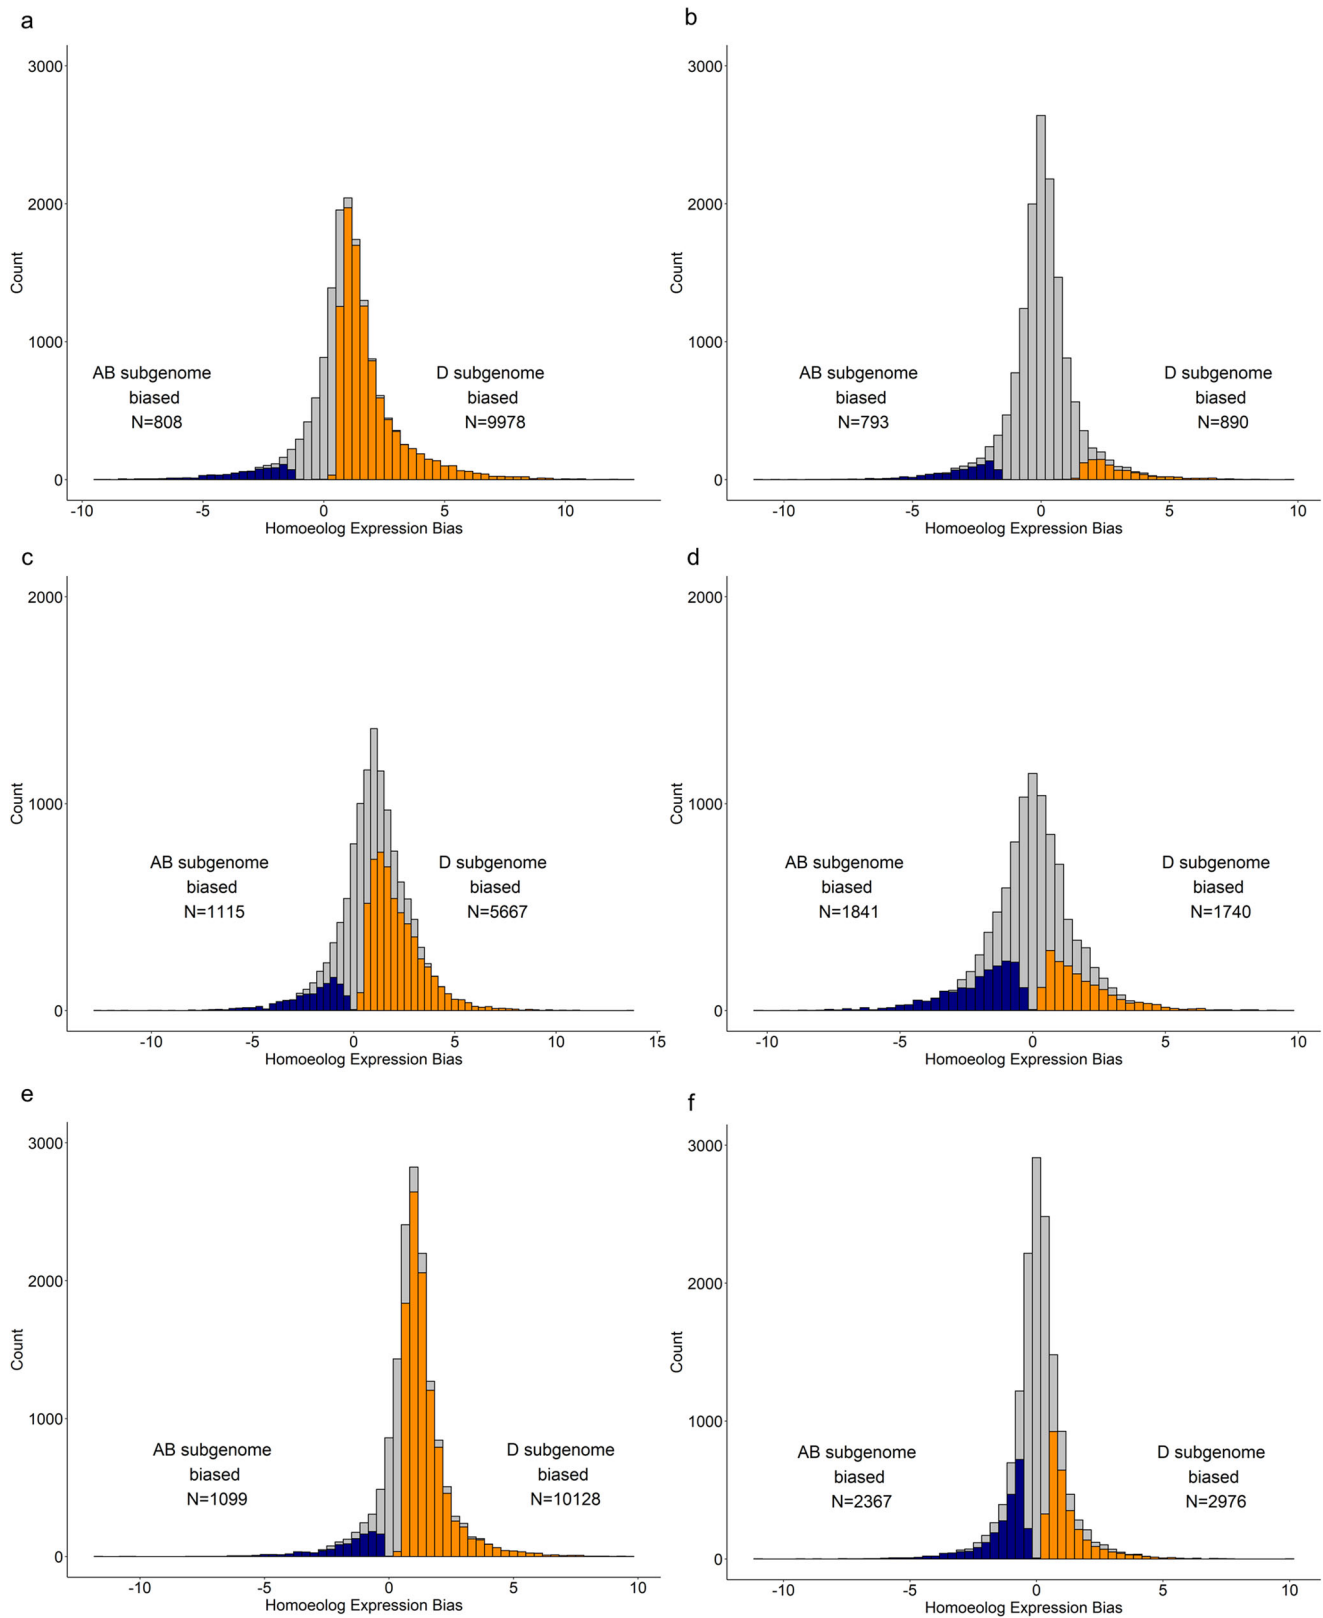 a
3000
2000
1000
0
Count
AB subgenome
biased
N=808
D subgenome
biased
N=9978
-10
-5
0
5
10
Homoeolog Expression Bias
b
3000
2000
1000
0
Count
AB subgenome
biased
N=793
D subgenome
biased
N=890
-10
-5
0
5
10
Homoeolog Expression Bias
c
2000
1000
0
Count
AB subgenome
biased
N=1115
D subgenome
biased
N=5667
-10
-5
0
5
10
15
Homoeolog Expression Bias
d
2000
1000
0
Count
AB subgenome
biased
N=1841
D subgenome
biased
N=1740
-10
-5
0
5
10
Homoeolog Expression Bias
e
3000
2000
1000
0
Count
AB subgenome
biased
N=1099
D subgenome
biased
N=10128
-10
-5
0
5
10
Homoeolog Expression Bias
f
3000
2000
1000
0
Count
AB subgenome
biased
N=2367
D subgenome
biased
N=2976
-10
-5
0
5
10
Homoeolog Expression Bias